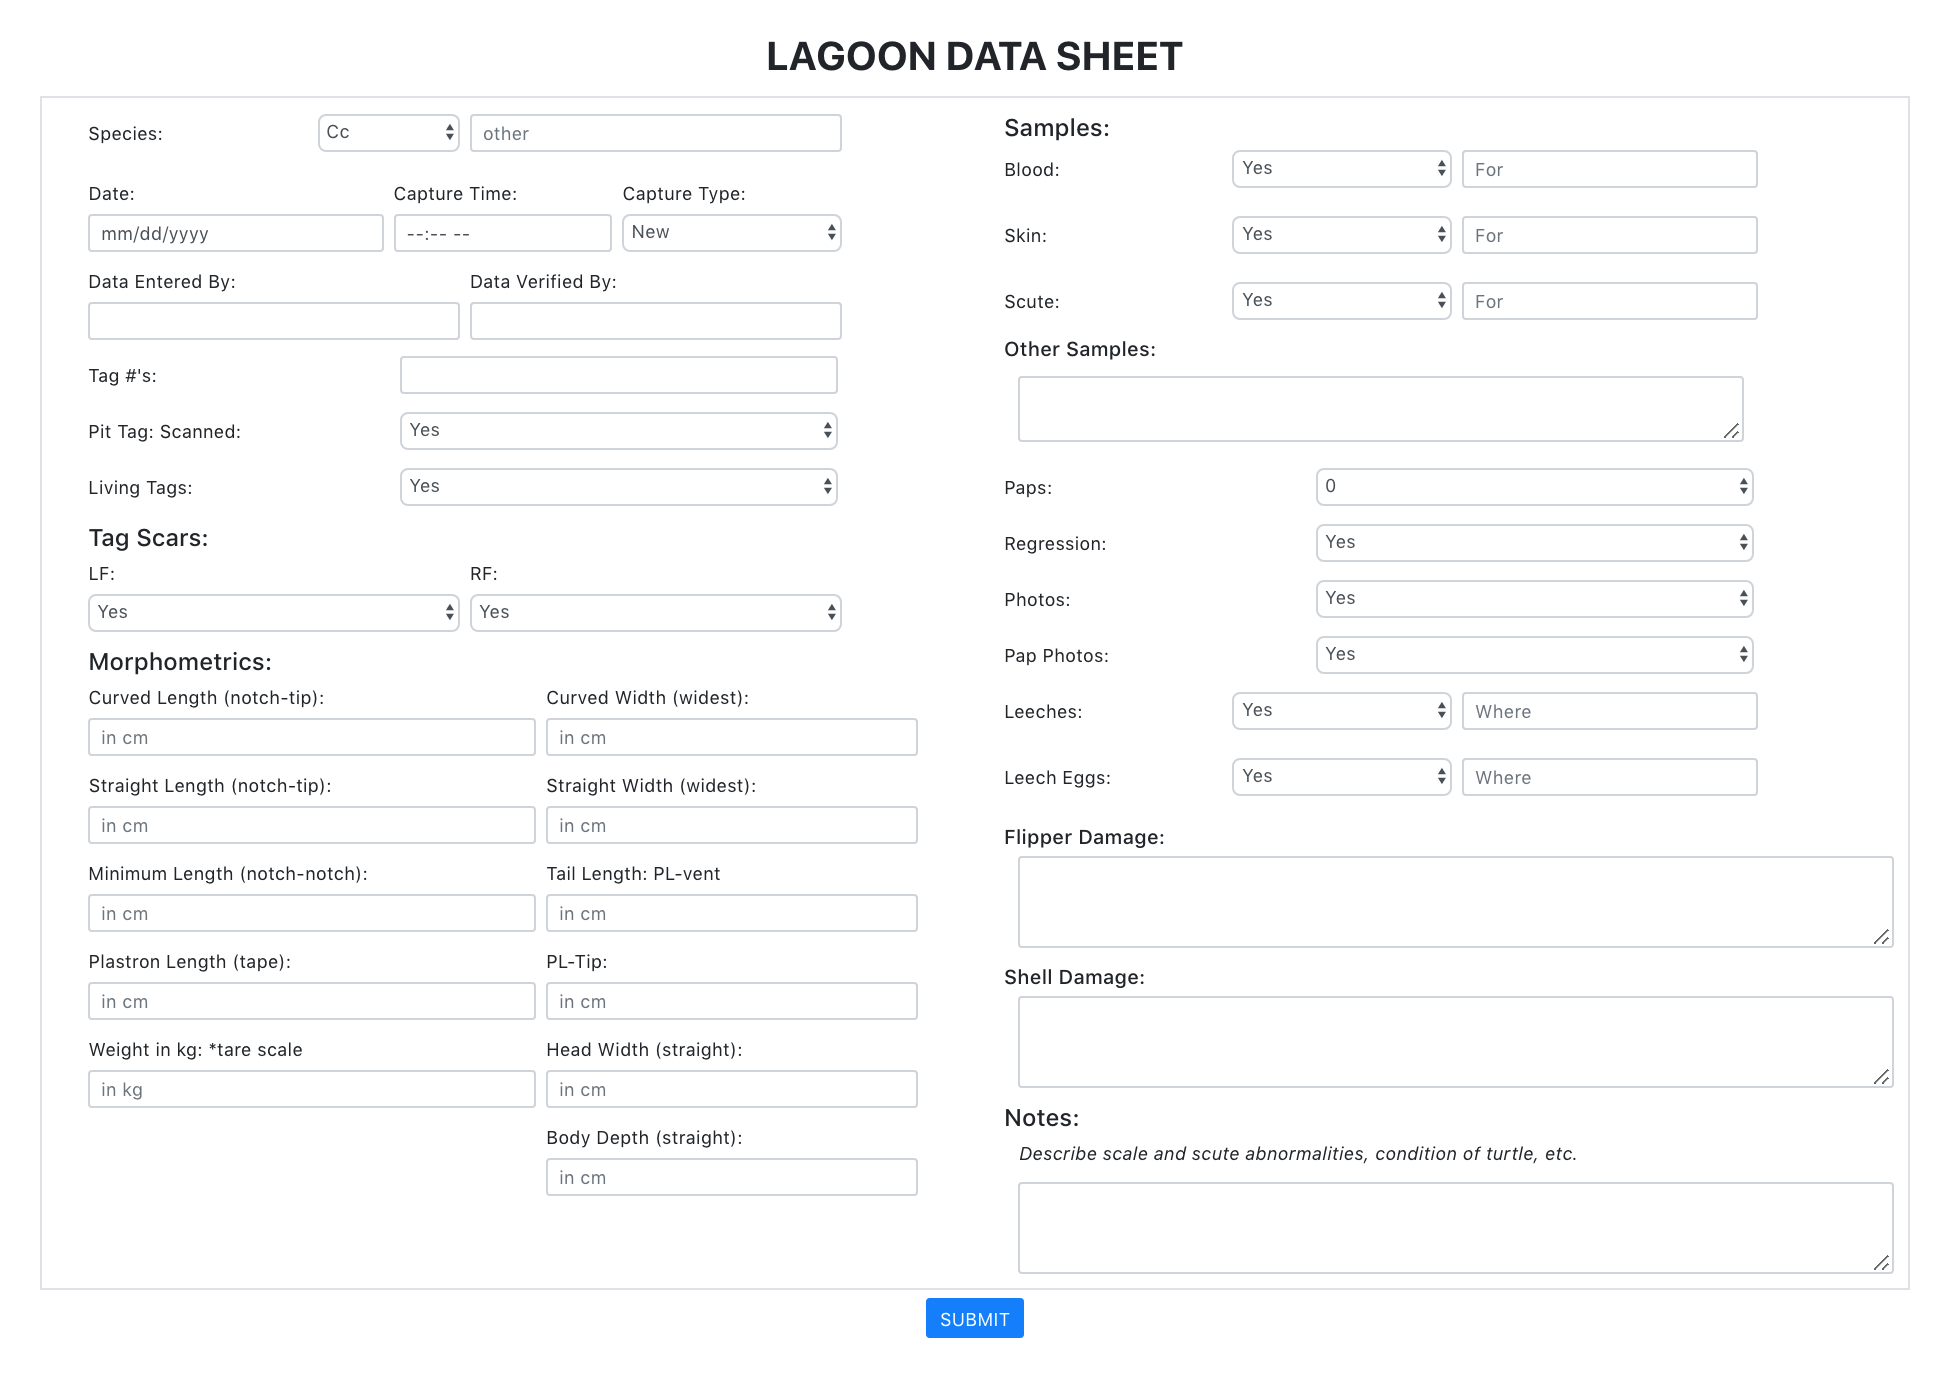 LAGOON DATA SHEET
Species:
Cc
other
Date:
Capture Time:
Capture Type:
mm/dd/yyyy
--:-- --
New
Data Entered By:
Data Verified By:
Tag #'s:
Pit Tag: Scanned:
Yes
Living Tags:
Yes
Tag Scars:
LF:
RF:
Yes
Yes
Morphometrics:
Curved Length (notch-tip):
Curved Width (widest):
in cm
in cm
Straight Length (notch-tip):
Straight Width (widest):
in cm
in cm
Minimum Length (notch-notch):
Tail Length: PL-vent
in cm
in cm
Plastron Length (tape):
PL-Tip:
in cm
in cm
Weight in kg: *tare scale
Head Width (straight):
in kg
in cm
Body Depth (straight):
in cm
Samples:
Blood:
Yes
For
Skin:
Yes
For
Scute:
Yes
For
Other Samples:
Paps:
0
Regression:
Yes
Photos:
Yes
Pap Photos:
Yes
Leeches:
Yes
Where
Leech Eggs:
Yes
Where
Flipper Damage:
Shell Damage:
Notes:
Describe scale and scute abnormalities, condition of turtle, etc.
SUBMIT